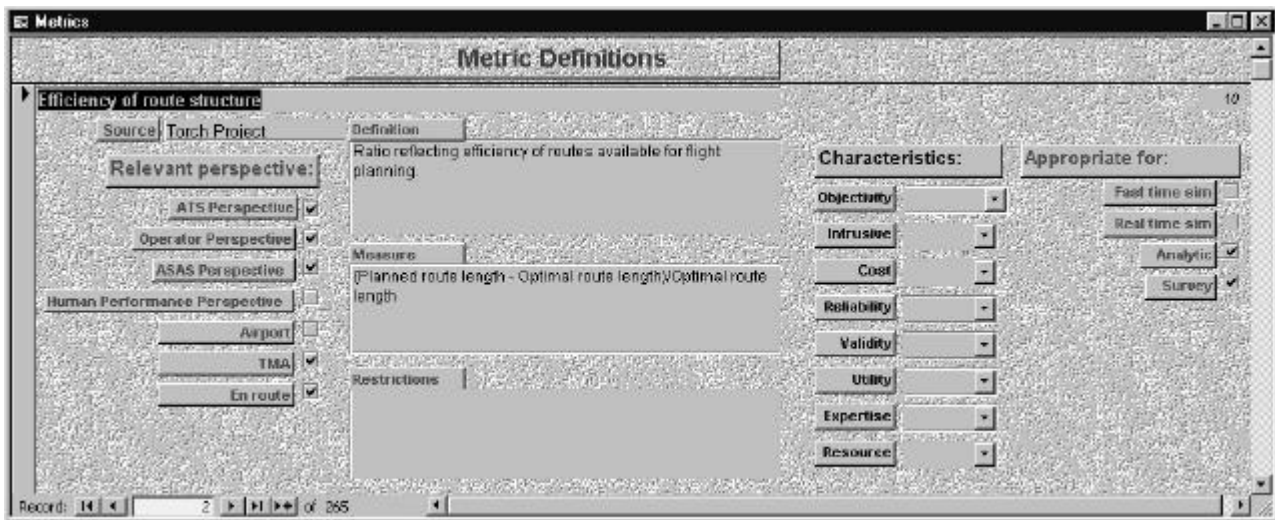 Metrics
Metric Definitions
Efficiency of route structure
10
Source Torch Project
Relevant perspective:
ATS Perspective
Operator Perspective
ASAS Perspective
Human Performance Perspective
Airport
TMA
En route
Definition
Ratio reflecting efficiency of routes available for flight
planning.
Measure
(Planned route length - Optimal route length)/Optimal route
length
Restrictions
Characteristics:
Objectivity
Intrusive
Cost
Reliability
Validity
Utility
Expertise
Resource
Appropriate for:
Fast time sim
Real time sim
Analytic
Survey
Record: 2 of 265